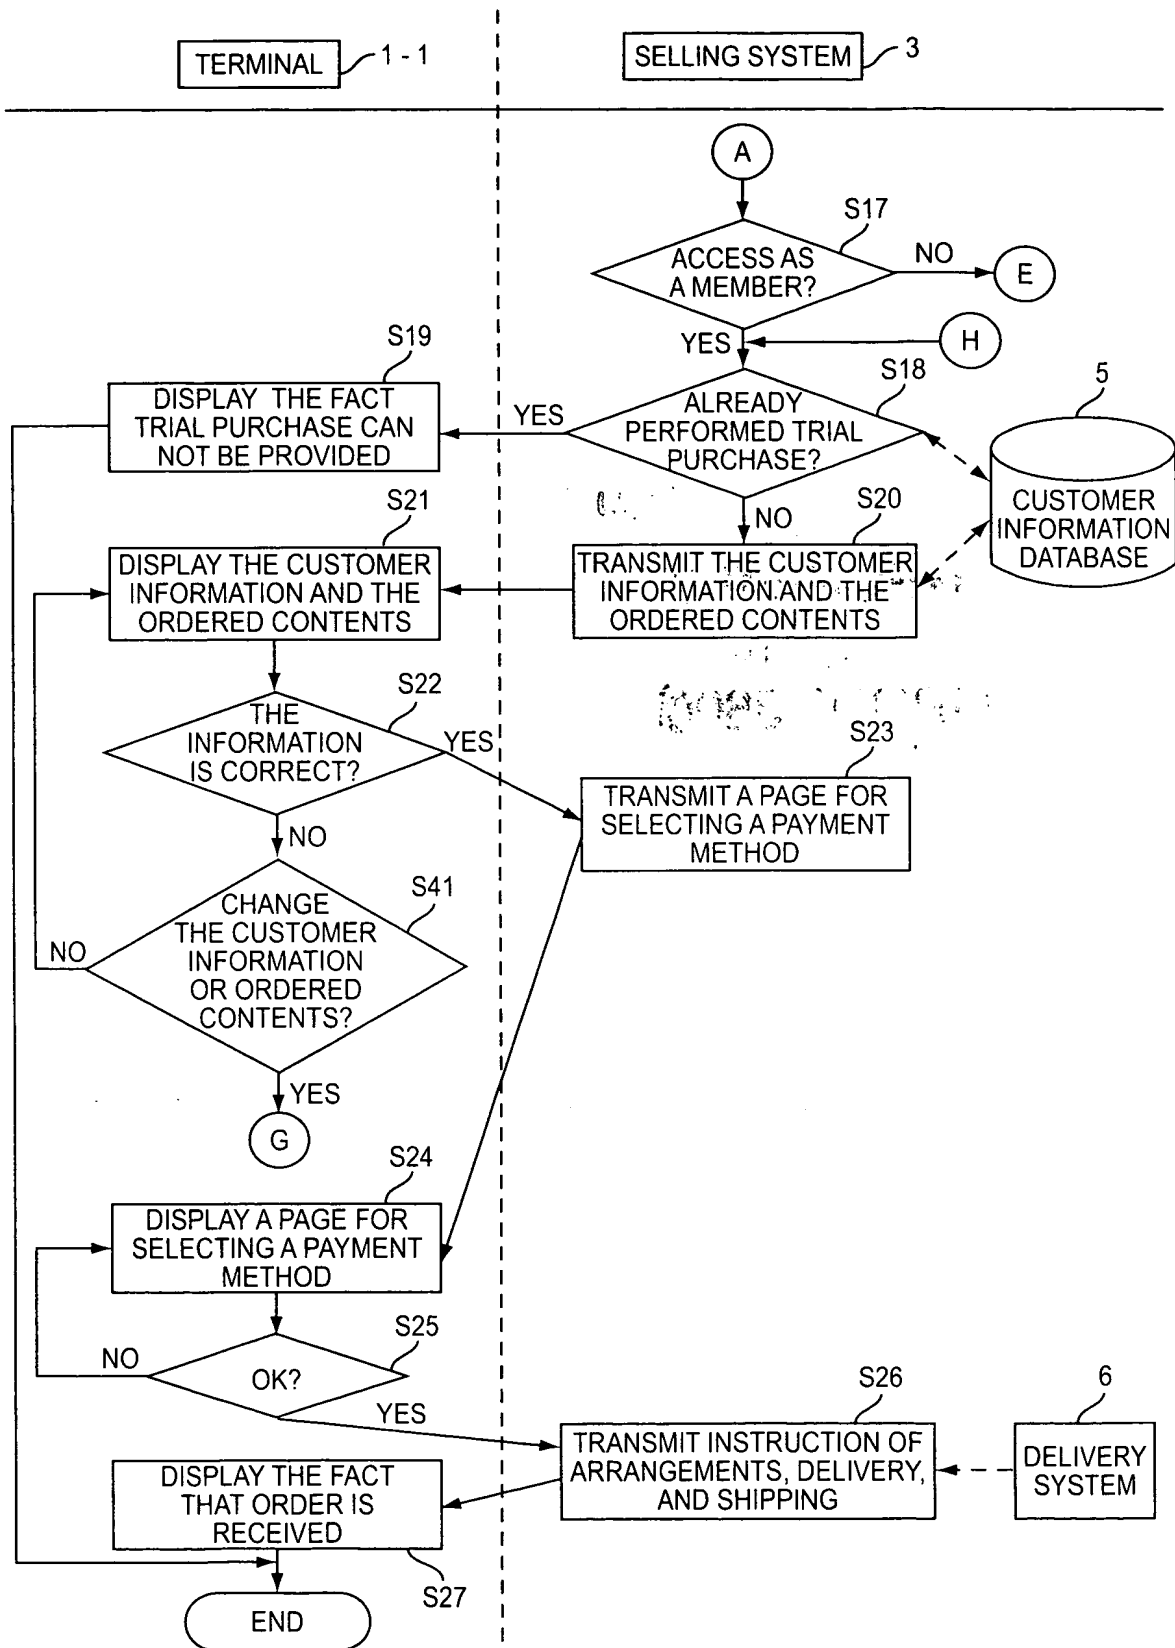 TERMINAL
1 - 1
SELLING SYSTEM
3
A
S17
ACCESS AS
A MEMBER?
NO
E
YES
H
S19
DISPLAY THE FACT
TRIAL PURCHASE CAN
NOT BE PROVIDED
YES
S18
ALREADY
PERFORMED TRIAL
PURCHASE?
5
CUSTOMER
INFORMATION
DATABASE
NO
S21
DISPLAY THE CUSTOMER
INFORMATION AND THE
ORDERED CONTENTS
S20
TRANSMIT THE CUSTOMER
INFORMATION AND THE
ORDERED CONTENTS
S22
THE
INFORMATION
IS CORRECT?
YES
NO
S23
TRANSMIT A PAGE FOR
SELECTING A PAYMENT
METHOD
S41
CHANGE
THE CUSTOMER
INFORMATION
OR ORDERED
CONTENTS?
NO
YES
G
S24
DISPLAY A PAGE FOR
SELECTING A PAYMENT
METHOD
S25
OK?
NO
YES
S26
TRANSMIT INSTRUCTION OF
ARRANGEMENTS, DELIVERY,
AND SHIPPING
6
DELIVERY
SYSTEM
DISPLAY THE FACT
THAT ORDER IS
RECEIVED
S27
END